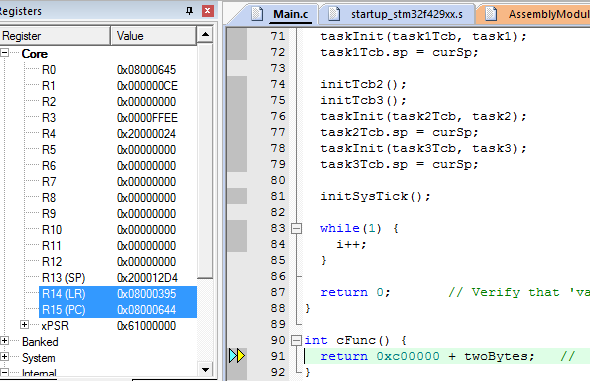 Registers
Register Value
Core
R0 0x08000645
R1 0x000000CE
R2 0x00000000
R3 0x0000FFEE
R4 0x20000024
R5 0x00000000
R6 0x00000000
R7 0x00000000
R8 0x00000000
R9 0x00000000
R10 0x00000000
R11 0x00000000
R12 0x00000000
R13 (SP) 0x200012D4
R14 (LR) 0x08000395
R15 (PC) 0x08000644
xPSR 0x61000000
Banked
System
Internal
Main.c startup_stm32f429xx.s AssemblyModul
71 taskInit(task1Tcb, task1);
72 task1Tcb.sp = curSp;
73
74 initTcb2();
75 initTcb3();
76 taskInit(task2Tcb, task2);
77 task2Tcb.sp = curSp;
78 taskInit(task3Tcb, task3);
79 task3Tcb.sp = curSp;
80
81 initSysTick();
82
83 while(1) {
84 i++;
85 }
86
87 return 0; // Verify that 'va
88 }
89
90 int cFunc() {
91 return 0xc00000 + twoBytes; //
92 }